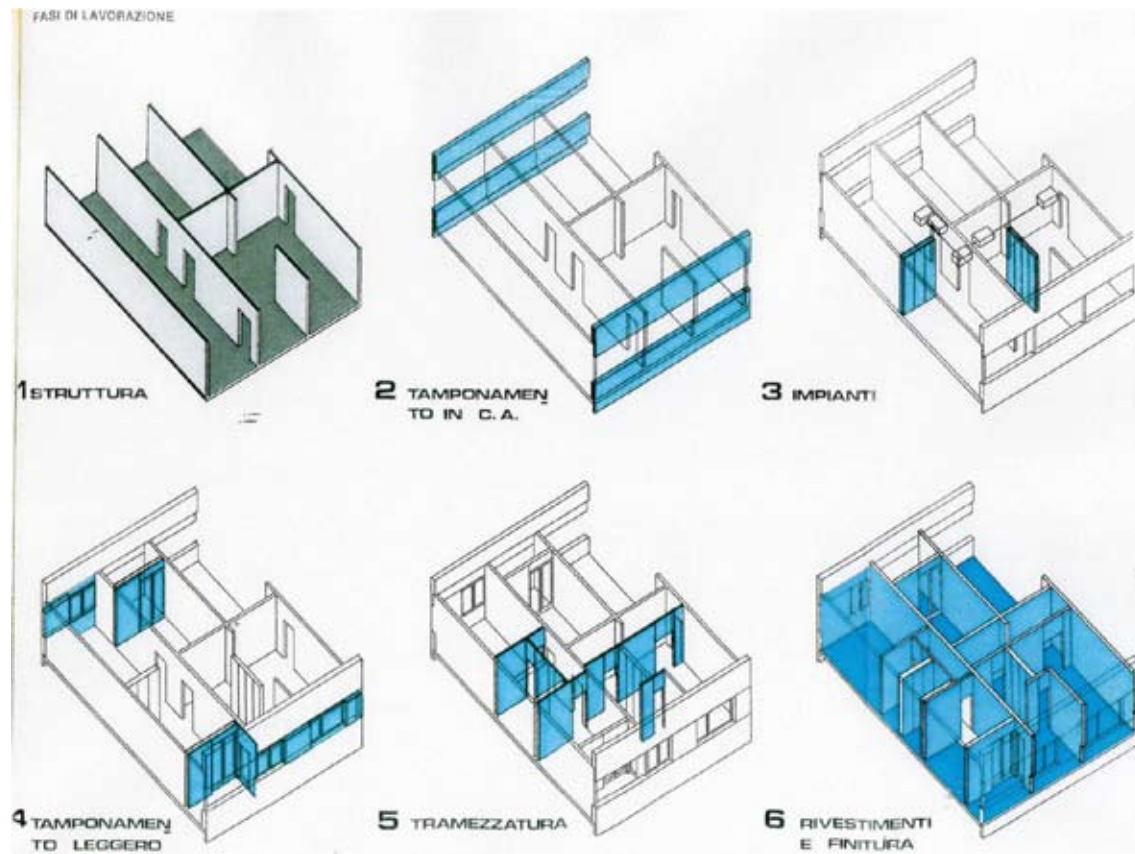 FASI DI LAVORAZIONE
1 STRUTTURA
2 TAMPONAMEN
TO IN C.A.
3 IMPIANTI
4 TAMPONAMEN
TO LEGGERO
5 TRAMEZZATURA
6 RIVESTIMENTI
E FINITURA